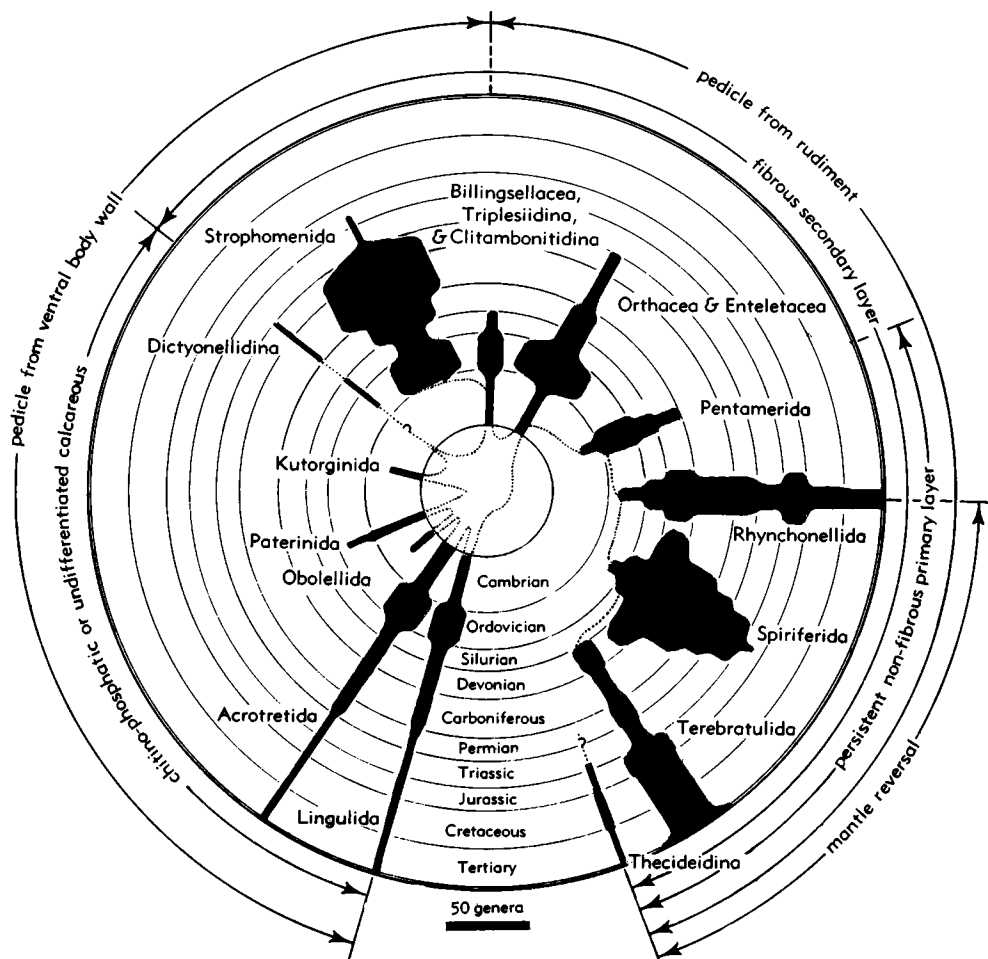 pedicle from rudiment
fibrous secondary layer
pedicle from ventral body wall
Billingsellacea,
Triplesiidina,
& Clitambonitidina
Strophomenida
Orthacea & Enteletacea
Dictyonellidina
Pentamerida
?
Kutorginida
Rhynchonellida
Paterinida
Obolellida
Cambrian
Ordovician
Spiriferida
Silurian
Devonian
Acrotretida
Carboniferous
Terebratulida
?
Permian
Triassic
Jurassic
Lingulida
Cretaceous
Tertiary
Thecideidina
50 genera
chitino-phosphatic or undifferentiated calcareous
persistent non-fibrous primary layer
mantle reversal